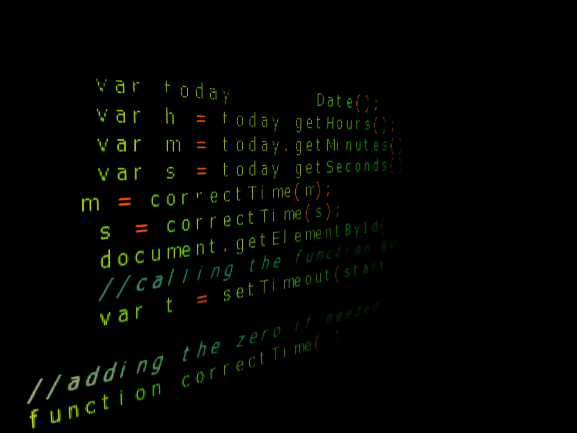 var today Date();
var h = today getHours();
var m = today.getMinutes()
var s = today getSeconds()
m = correctTime(m);
s = correctTime(s);
document.getElementById(
//calling the function
var t = setTimeout(start
//adding the zero if needed
function correctTime( )